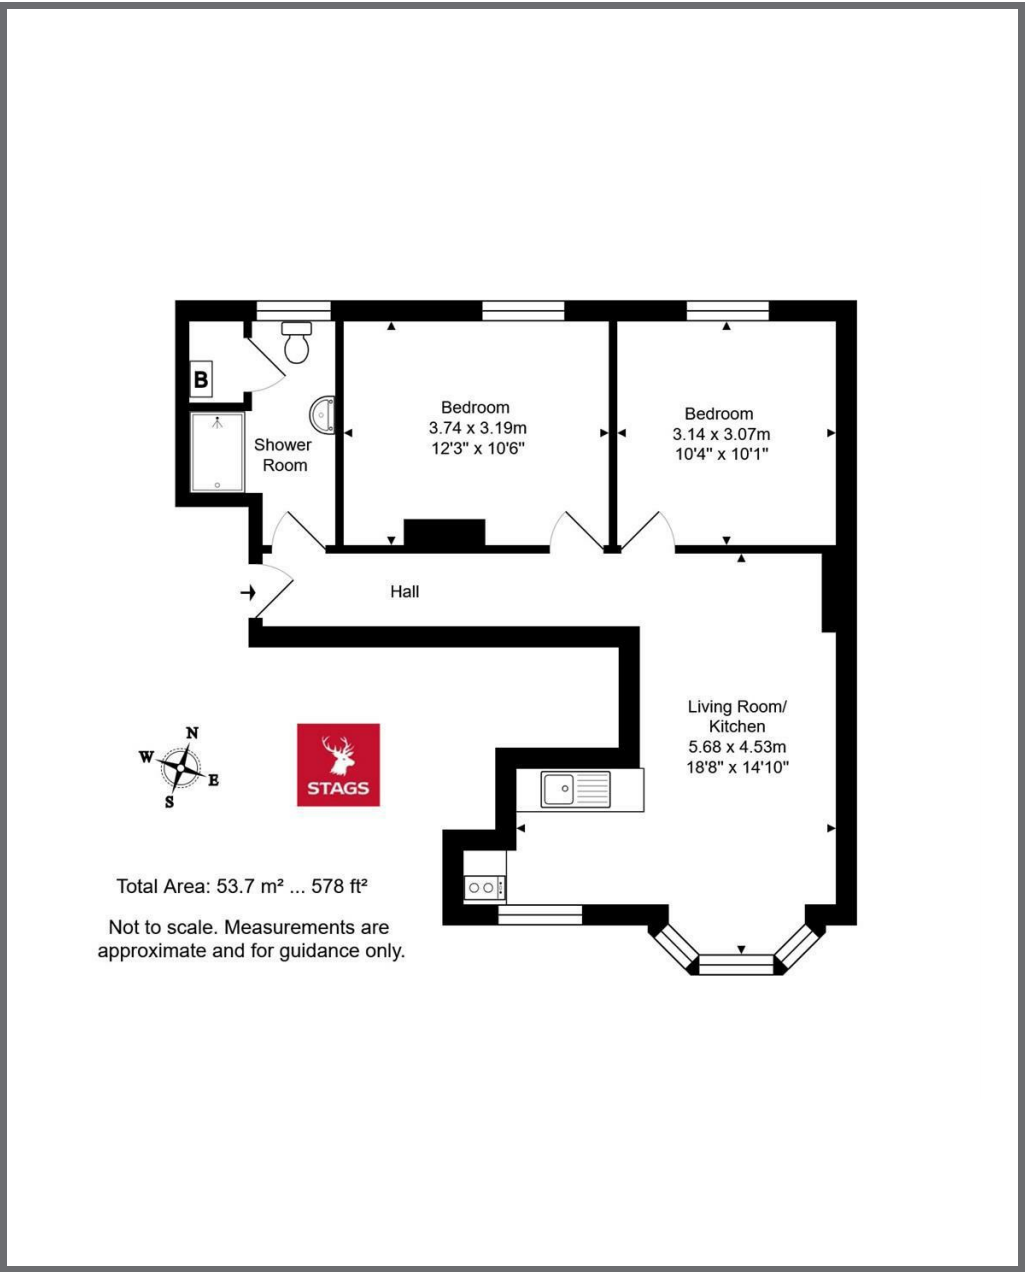 B
Shower
Room
Bedroom
3.74 x 3.19m
12'3" x 10'6"
Bedroom
3.14 x 3.07m
10'4" x 10'1"
Hall
Living Room/
Kitchen
5.68 x 4.53m
18'8" x 14'10"
N
W
E
S
STAGS
Total Area: 53.7 m² ... 578 ft²
Not to scale. Measurements are
approximate and for guidance only.